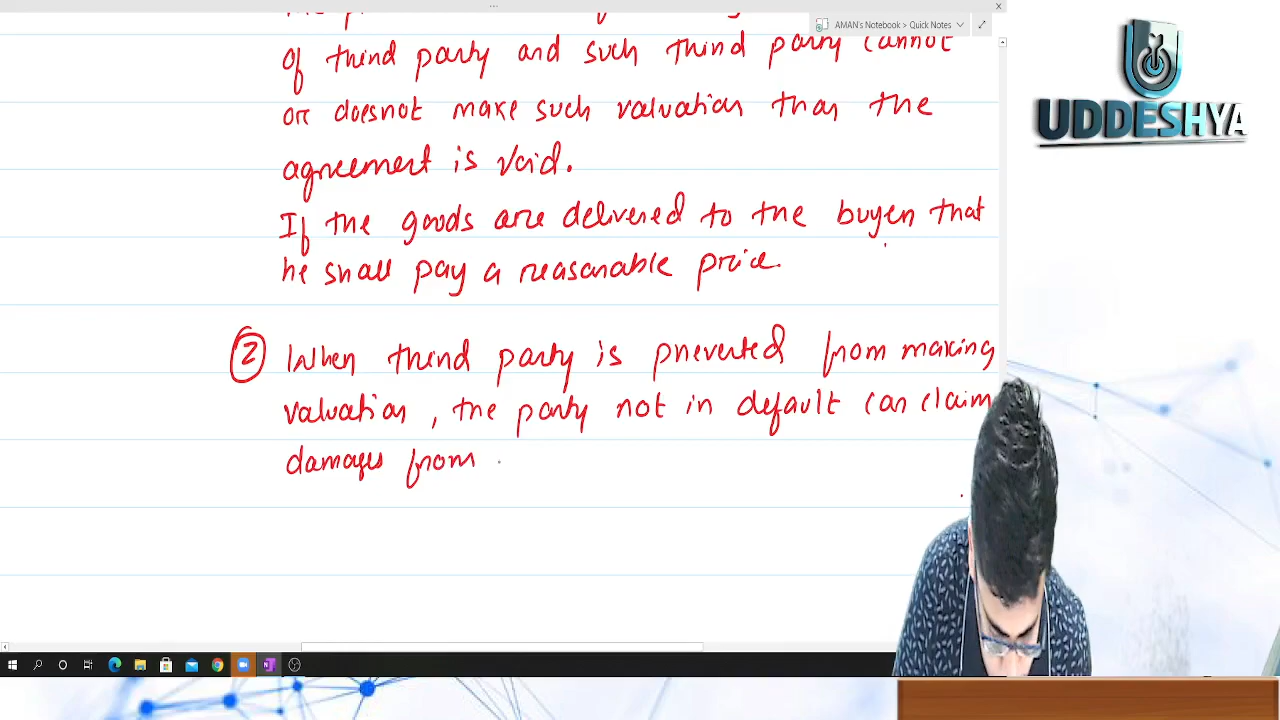 AMAN's Notebook > Quick Notes
UDDESHYA
of third party and such third party cannot
or doesnot make such valuation than the
agreement is void.
If the goods are delivered to the buyer that
he shall pay a reasonable price.
2 When third party is prevented from making
valuation, the party not in default can claim
damages from